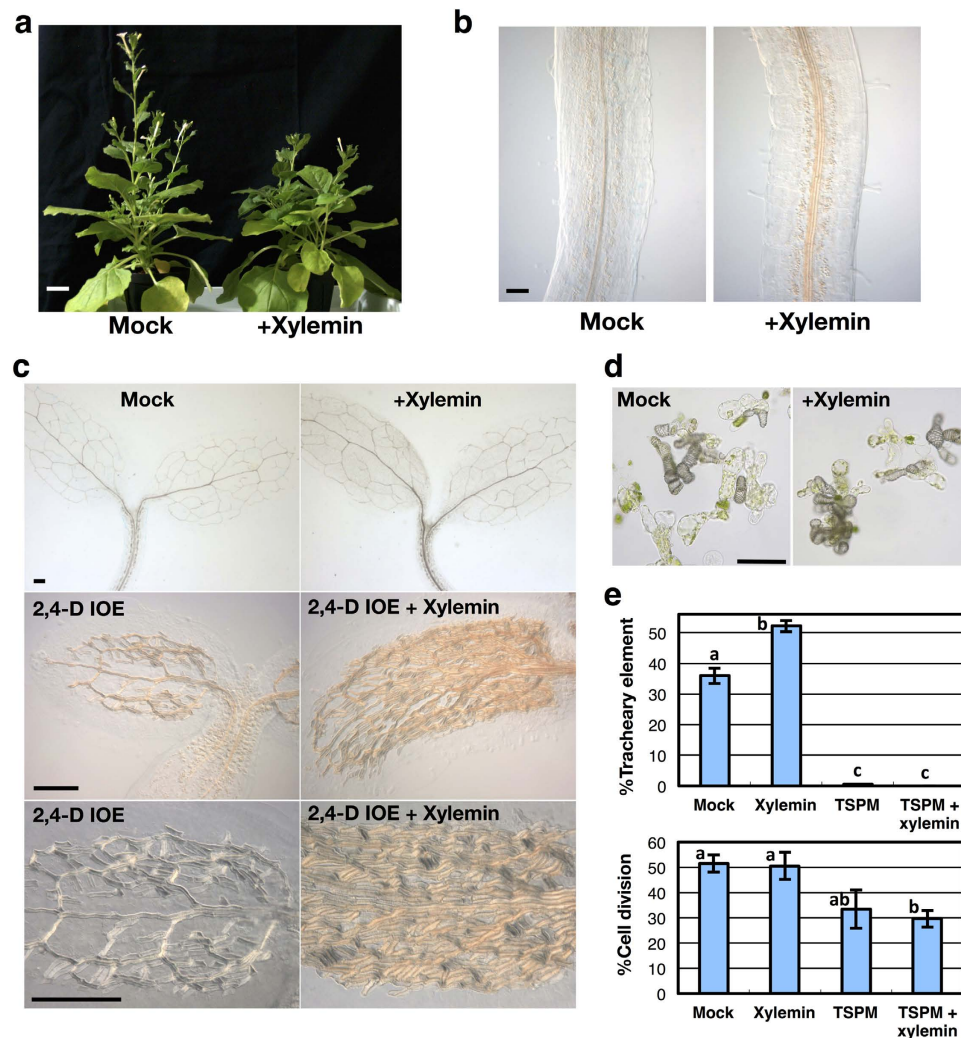 a
Mock +Xylemin
b
Mock +Xylemin
c
Mock +Xylemin
2,4-D IOE 2,4-D IOE + Xylemin
2,4-D IOE 2,4-D IOE + Xylemin
d
Mock +Xylemin
e
%Tracheary element
50
40
30
20
10
0
a
b
c
c
Mock Xylemin TSPM TSPM +
xylemin
%Cell division
60
50
40
30
20
10
0
a
a
ab
b
Mock Xylemin TSPM TSPM +
xylemin